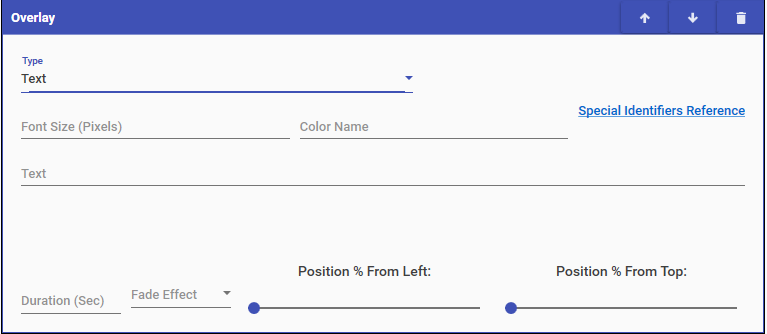 Overlay
Type
Text
Special Identifiers Reference
Font Size (Pixels)
Color Name
Text
Position % From Left:
Position % From Top:
Duration (Sec)
Fade Effect